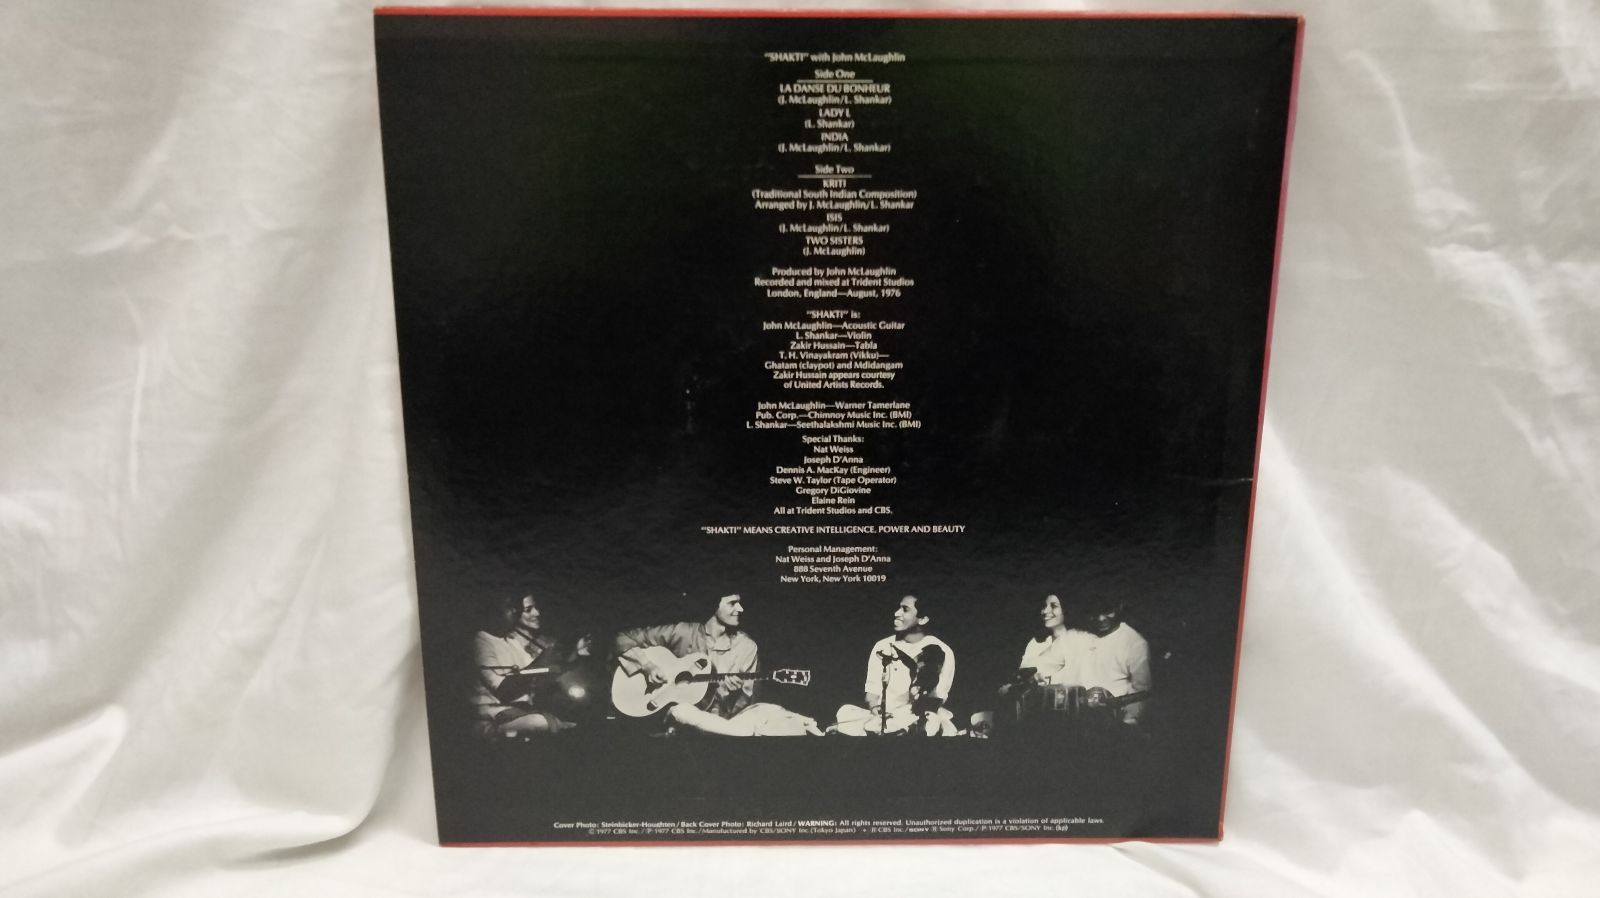 "SHAKTI" with John McLaughlin
Side One
LA DANSE DU BONHEUR
(J. McLaughlin/L. Shankar)
LADY L
(L. Shankar)
INDIA
(J. McLaughlin/L. Shankar)
Side Two
KRITI
(Traditional South Indian Composition)
Arranged by J. McLaughlin/L. Shankar
ISIS
(J. McLaughlin/L. Shankar)
TWO SISTERS
(J. McLaughlin)
Produced by John McLaughlin
Recorded and mixed at Trident Studios
London, England—August, 1976
"SHAKTI" is:
John McLaughlin—Acoustic Guitar
L. Shankar—Violin
Zakir Hussain—Tabla
T. H. Vinayakram (Vikku)—
Ghatam (claypot) and Mdidangam
Zakir Hussain appears courtesy
of United Artists Records.
John McLaughlin—Warner Tamerlane
Pub. Corp.—Chimnoy Music Inc. (BMI)
L. Shankar—Seethalakshmi Music Inc. (BMI)
Special Thanks:
Nat Weiss
Joseph D'Anna
Dennis A. MacKay (Engineer)
Steve W. Taylor (Tape Operator)
Gregory DiGiovine
Elaine Rein
All at Trident Studios and CBS.
"SHAKTI" MEANS CREATIVE INTELLIGENCE, POWER AND BEAUTY
Personal Management:
Nat Weiss and Joseph D'Anna
888 Seventh Avenue
New York, New York 10019
Cover Photo: Steinbicker-Houghten/Back Cover Photo: Richard Laird/WARNING: All rights reserved. Unauthorized duplication is a violation of applicable laws.
© 1977 CBS Inc./℗ 1977 CBS Inc./Manufactured by CBS/SONY Inc. (Tokyo Japan) • ® CBS Inc./SONY ® Sony Corp./℗ 1977 CBS/SONY Inc. (kp)